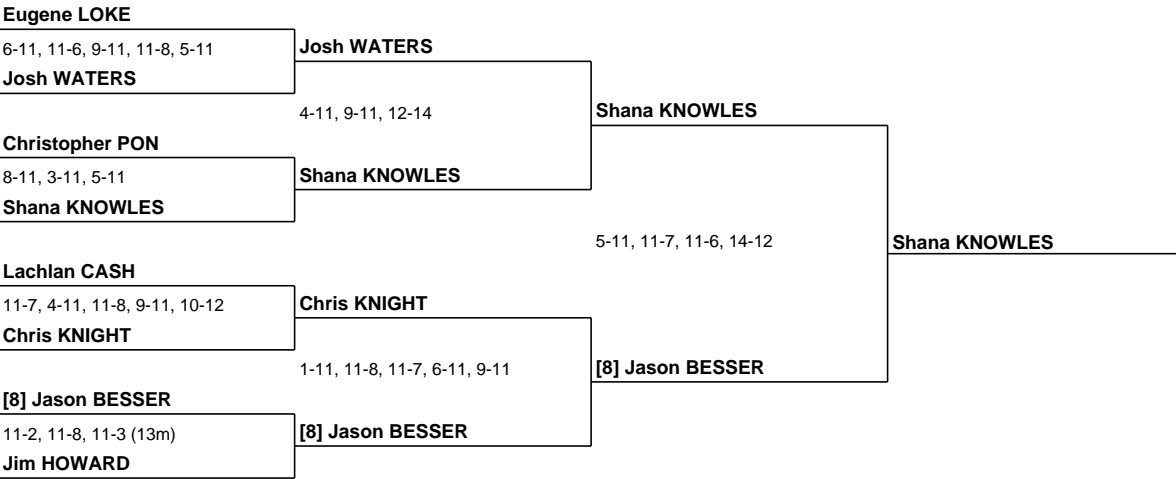 Eugene LOKE
6-11, 11-6, 9-11, 11-8, 5-11
Josh WATERS
Christopher PON
8-11, 3-11, 5-11
Shana KNOWLES
Lachlan CASH
11-7, 4-11, 11-8, 9-11, 10-12
Chris KNIGHT
[8] Jason BESSER
11-2, 11-8, 11-3 (13m)
Jim HOWARD
Josh WATERS
4-11, 9-11, 12-14
Shana KNOWLES
Chris KNIGHT
1-11, 11-8, 11-7, 6-11, 9-11
[8] Jason BESSER
Shana KNOWLES
5-11, 11-7, 11-6, 14-12
[8] Jason BESSER
Shana KNOWLES